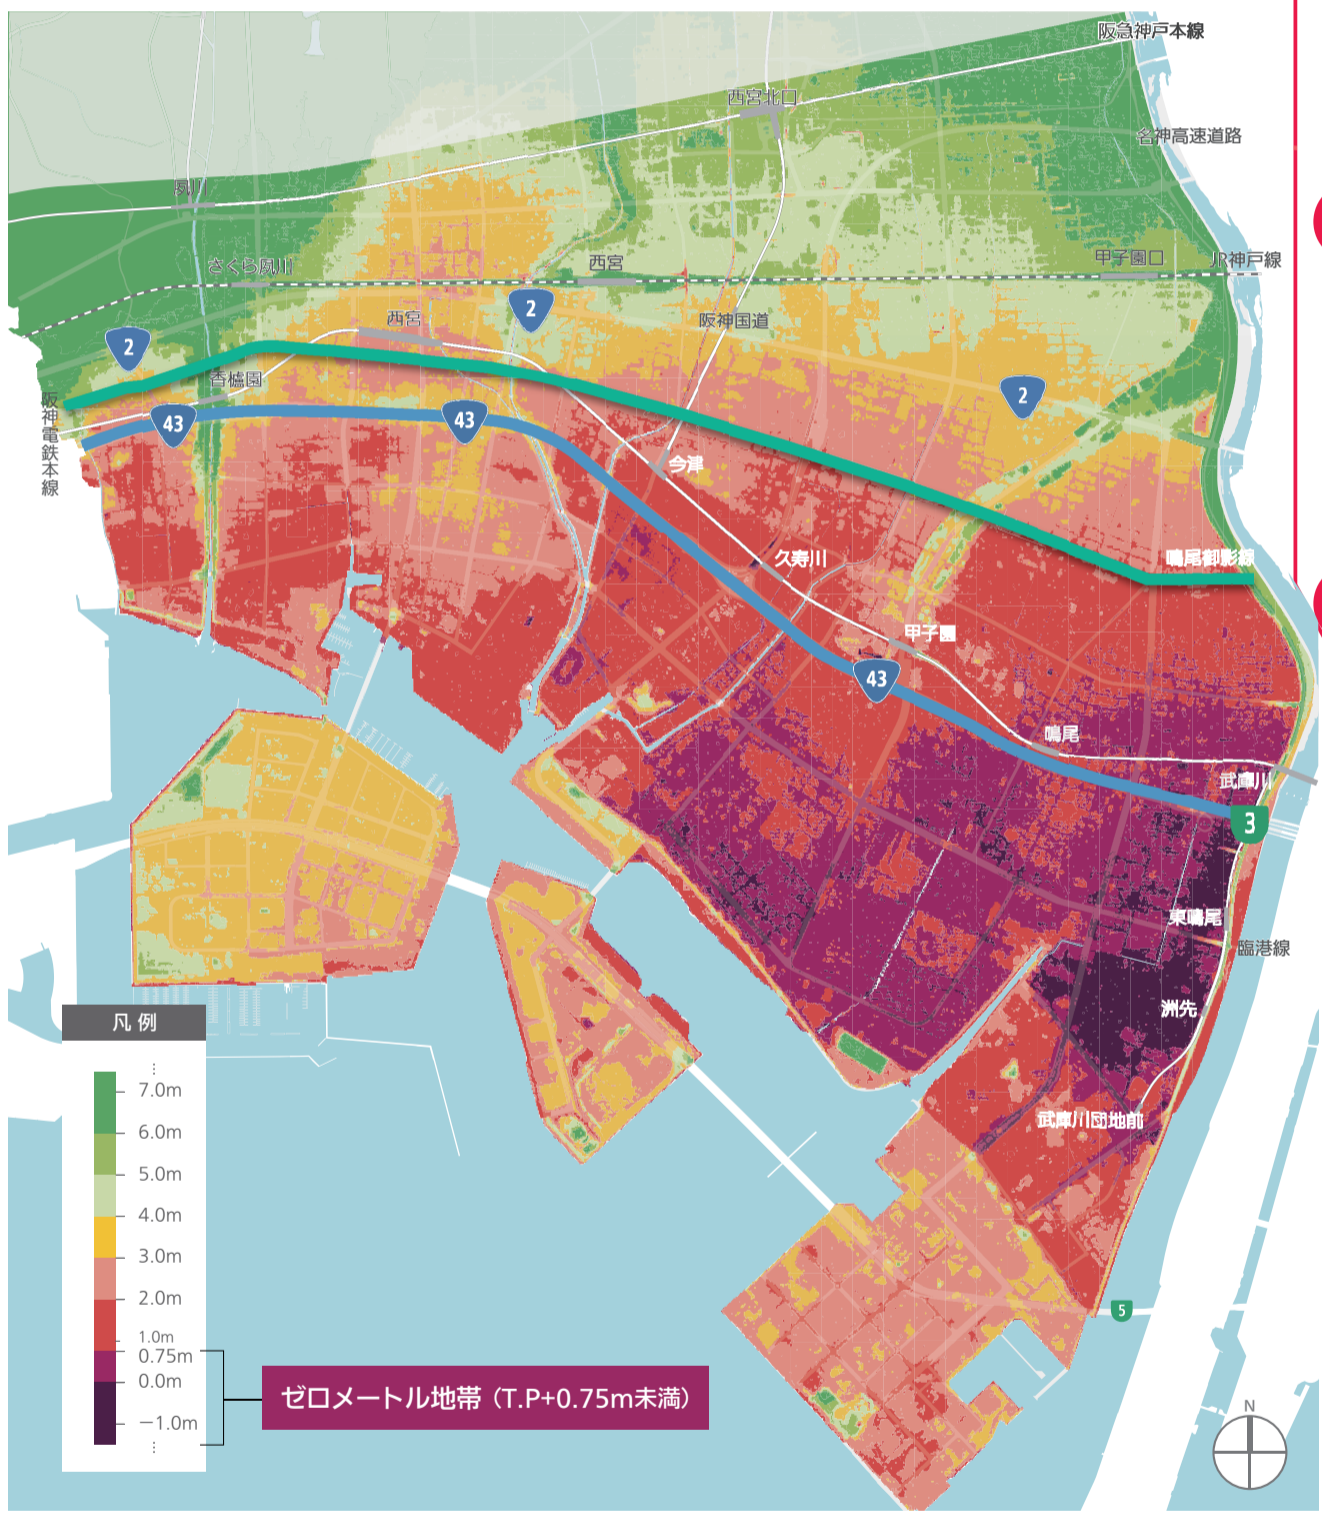 阪急神戸本線
西宮北口
名神高速道路
夙川
さくら夙川
西宮
甲子園口
JR神戸線
2
西宮
阪神国道
2
香櫨園
2
阪神電鉄本線
43
43
今津
久寿川
鳴尾御影線
甲子園
43
鳴尾
武庫川
3
東鳴尾
臨港線
洲先
武庫川団地前
5
凡例
7.0m
6.0m
5.0m
4.0m
3.0m
2.0m
1.0m
0.75m
0.0m
−1.0m
ゼロメートル地帯（T.P+0.75m未満）
N